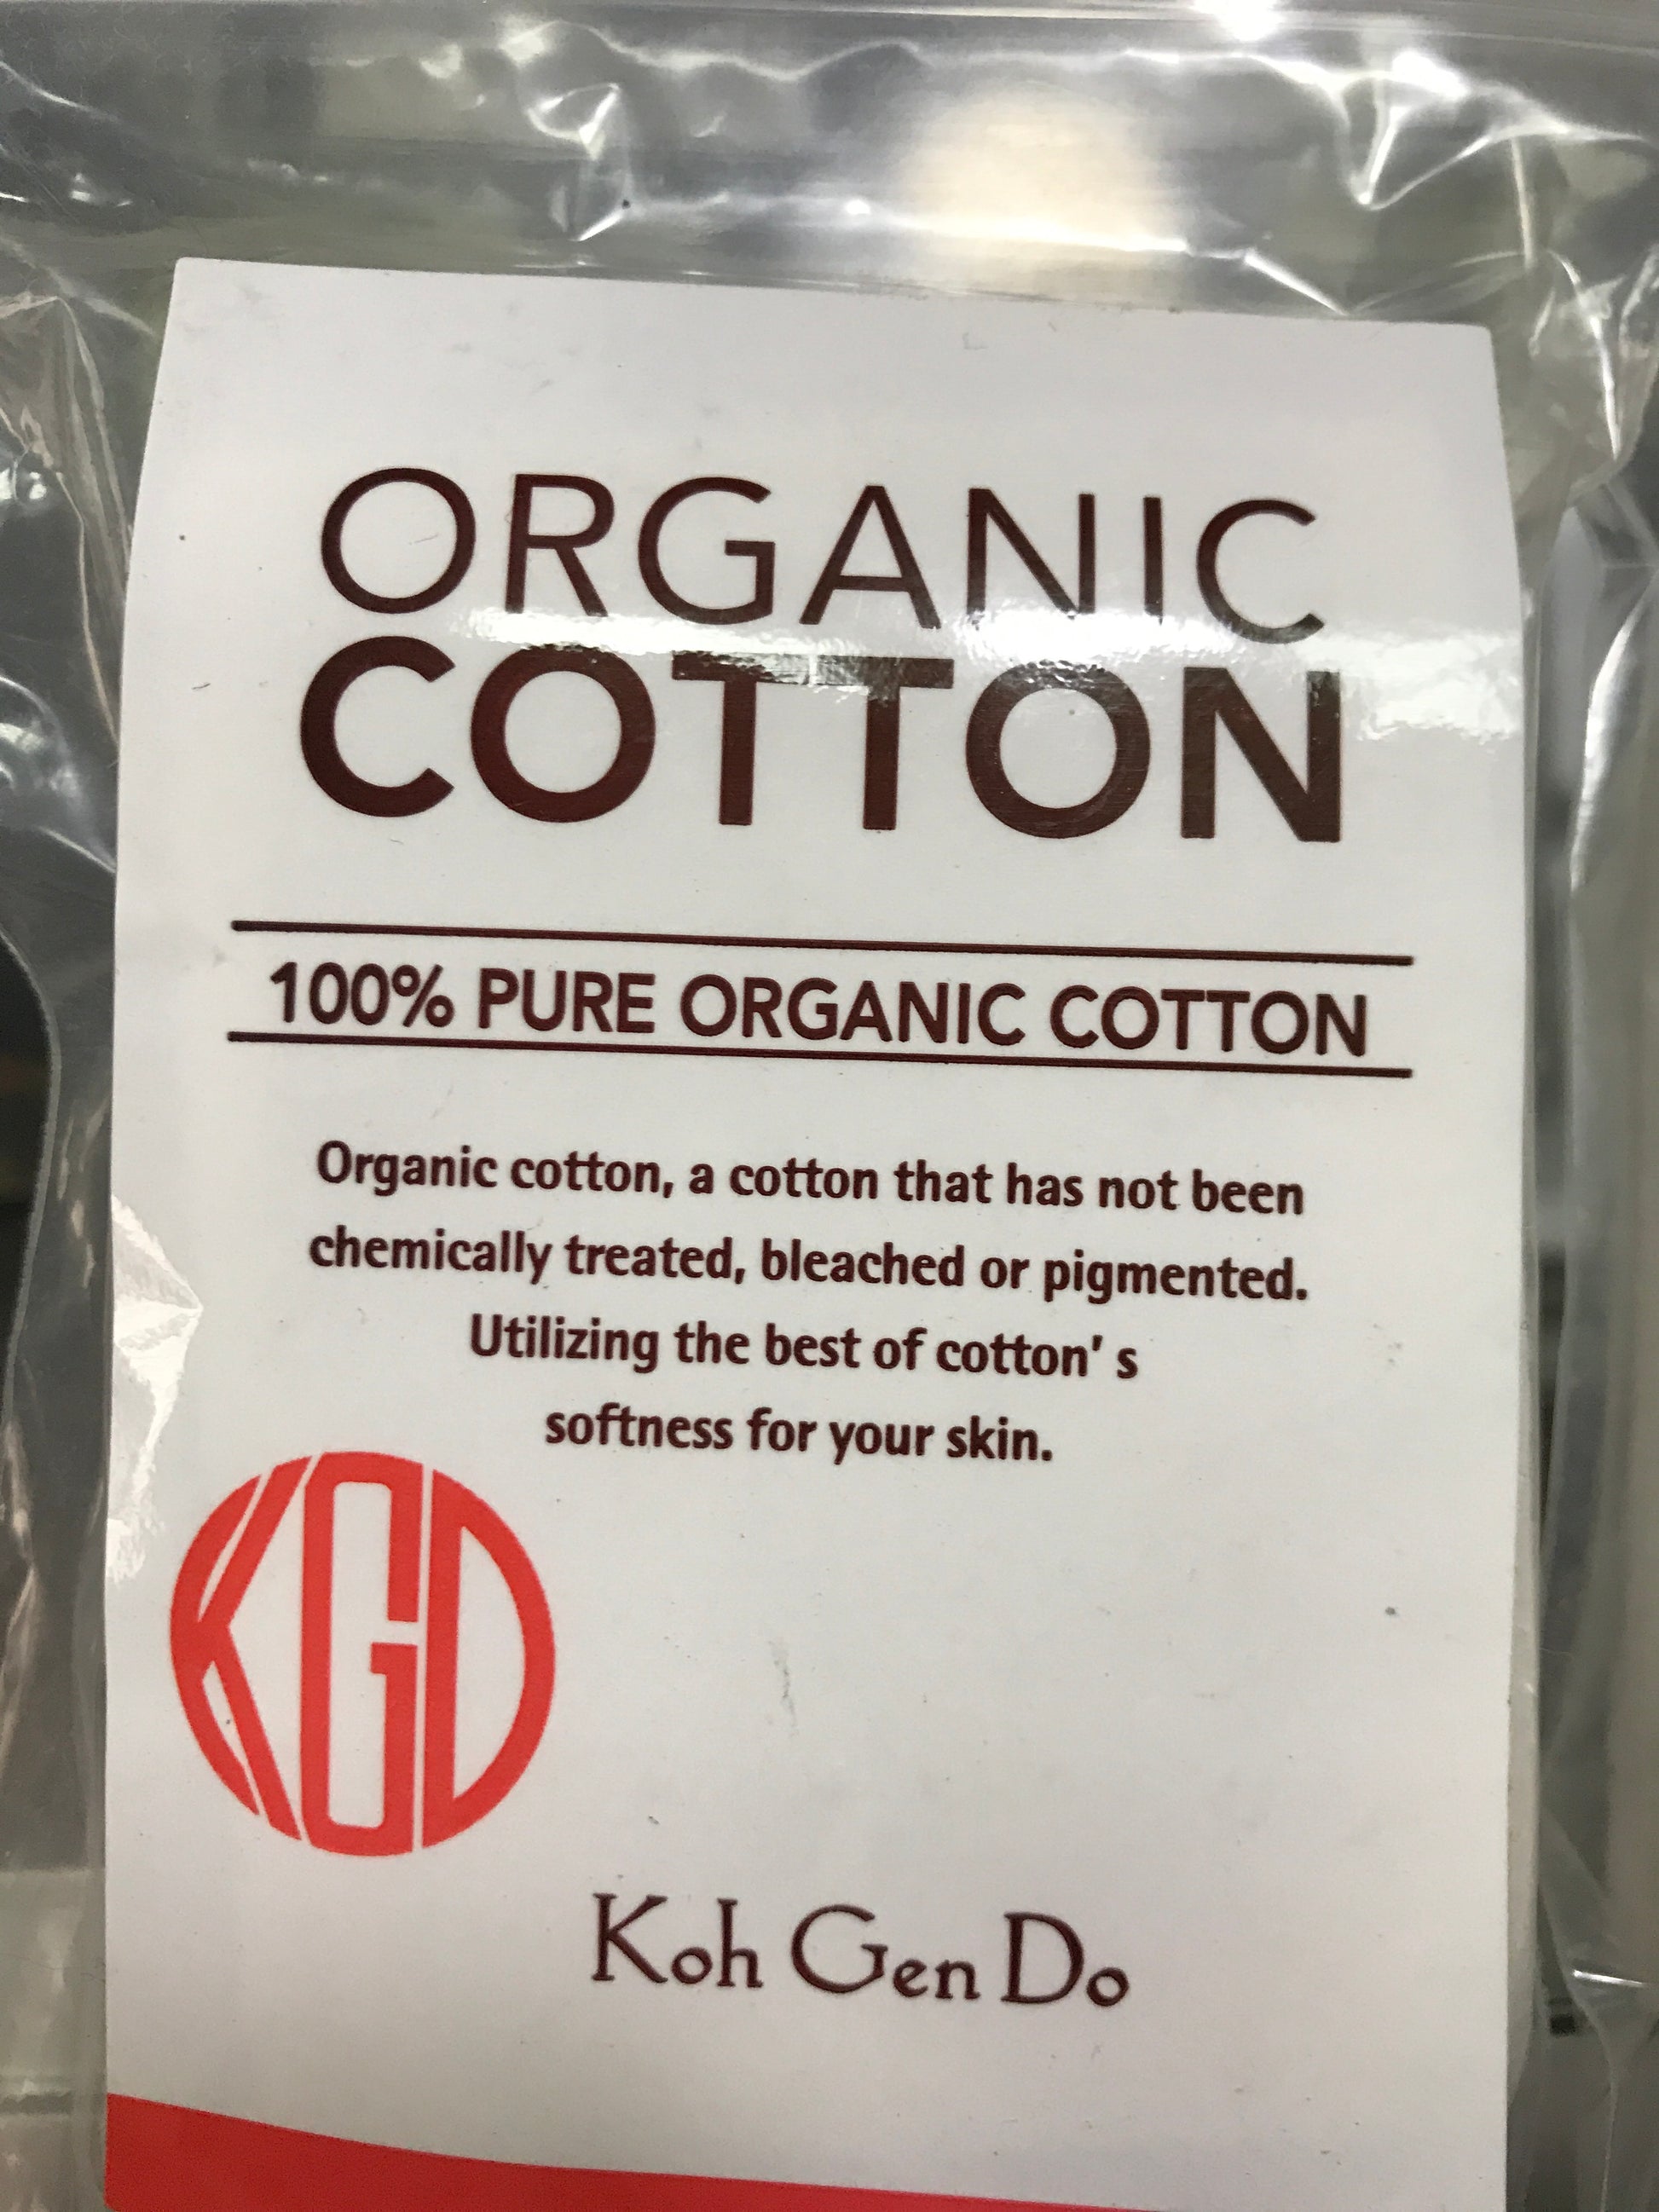 ORGANIC
COTTON
100% PURE ORGANIC COTTON
Organic cotton, a cotton that has not been
chemically treated, bleached or pigmented.
Utilizing the best of cotton' s
softness for your skin.
KGD
Koh Gen Do